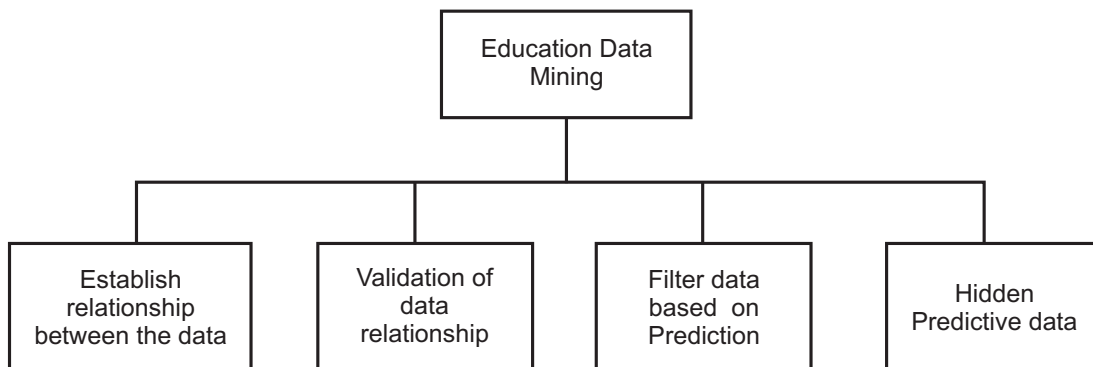 Education Data
Mining
Establish
relationship
between the data
Validation of
data
relationship
Filter data
based on Prediction
Hidden
Predictive data